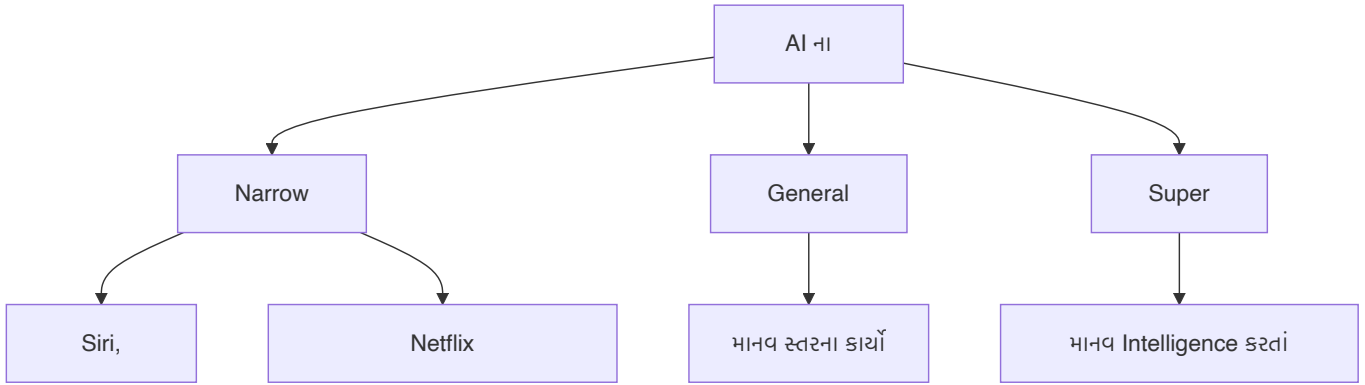 AI ના
Narrow
General
Super
Siri,
Netflix
માનવ સ્તરના કાર્યો
માનવ Intelligence કરતાં